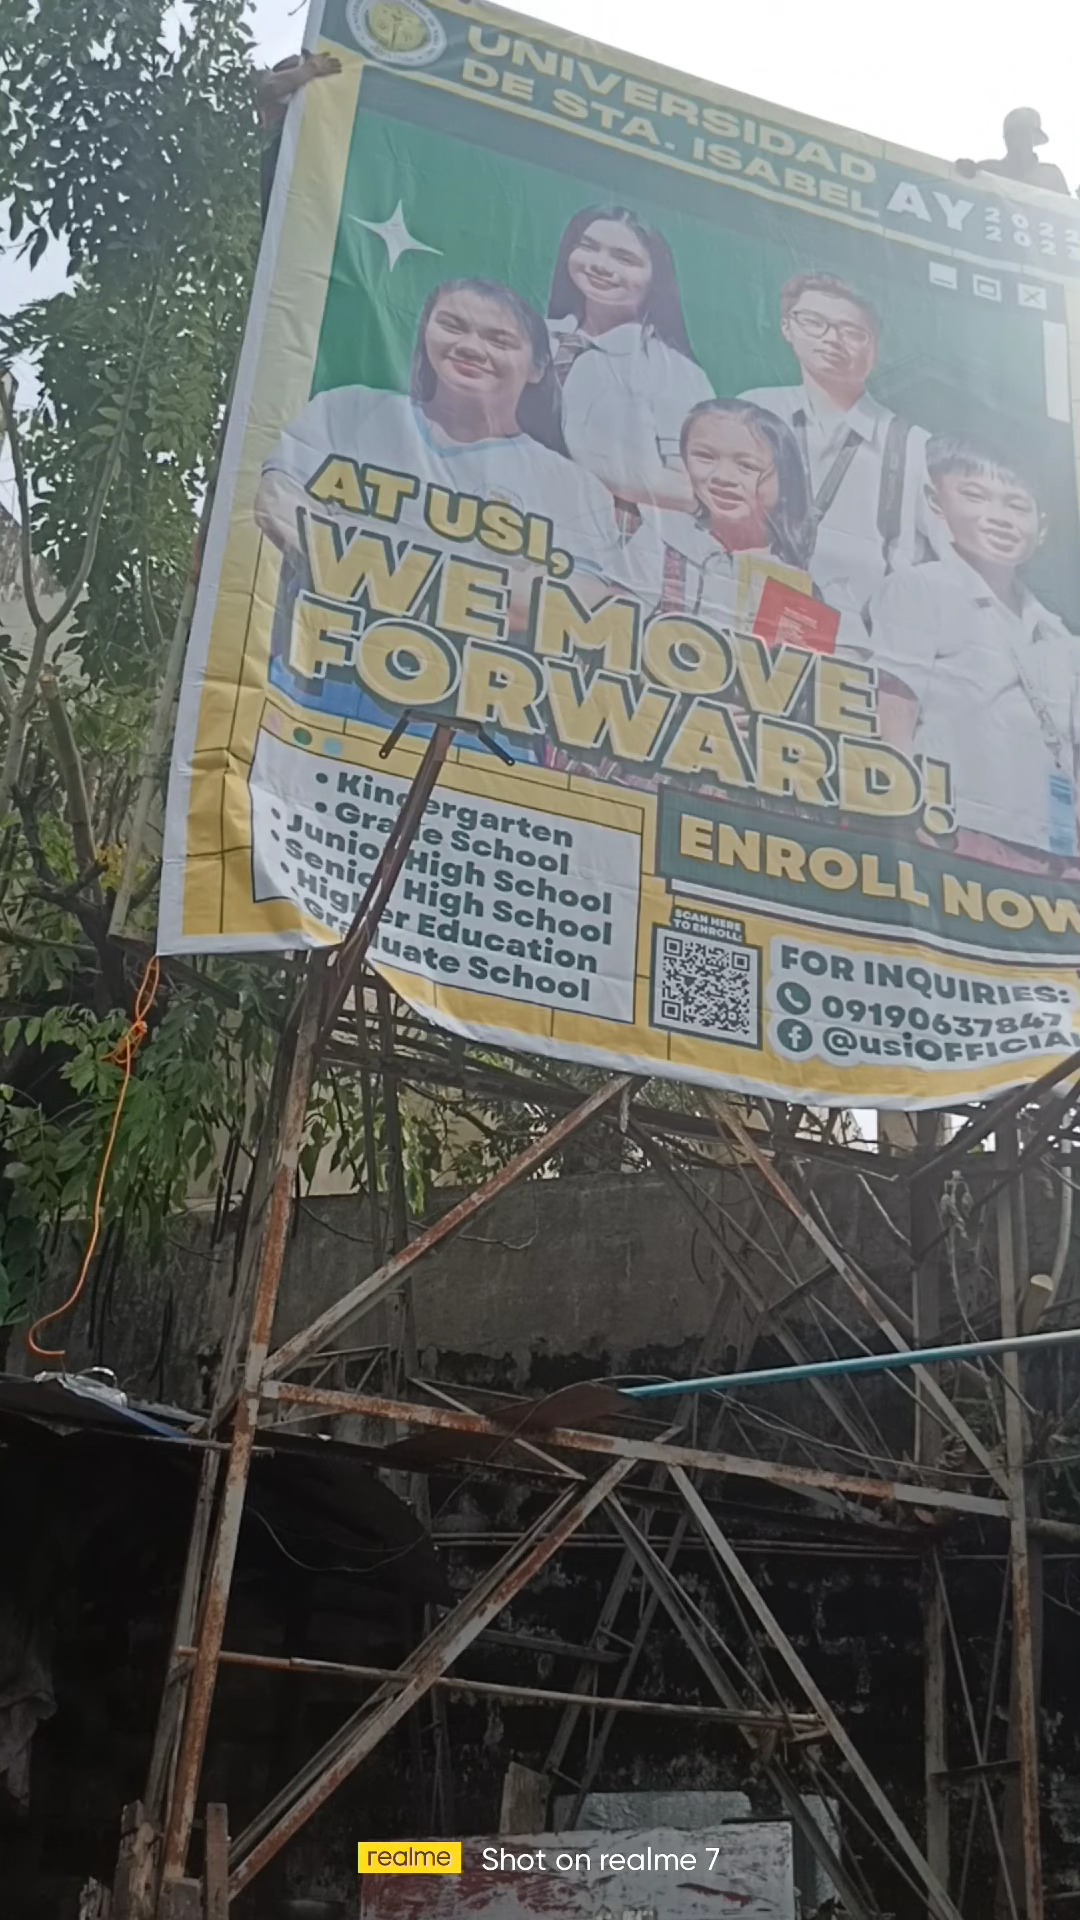 UNIVERSIDAD
DE STA. ISABEL
AY
AT USI,
WE MOVE
FORWARD!
• Kindergarten
• Grade School
• Junior High School
• Senior High School
• Higher Education
• Graduate School
ENROLL NOW
SCAN HERE
TO ENROLL:
FOR INQUIRIES:
09190637847
@usiOFFICIAL
realme Shot on realme 7